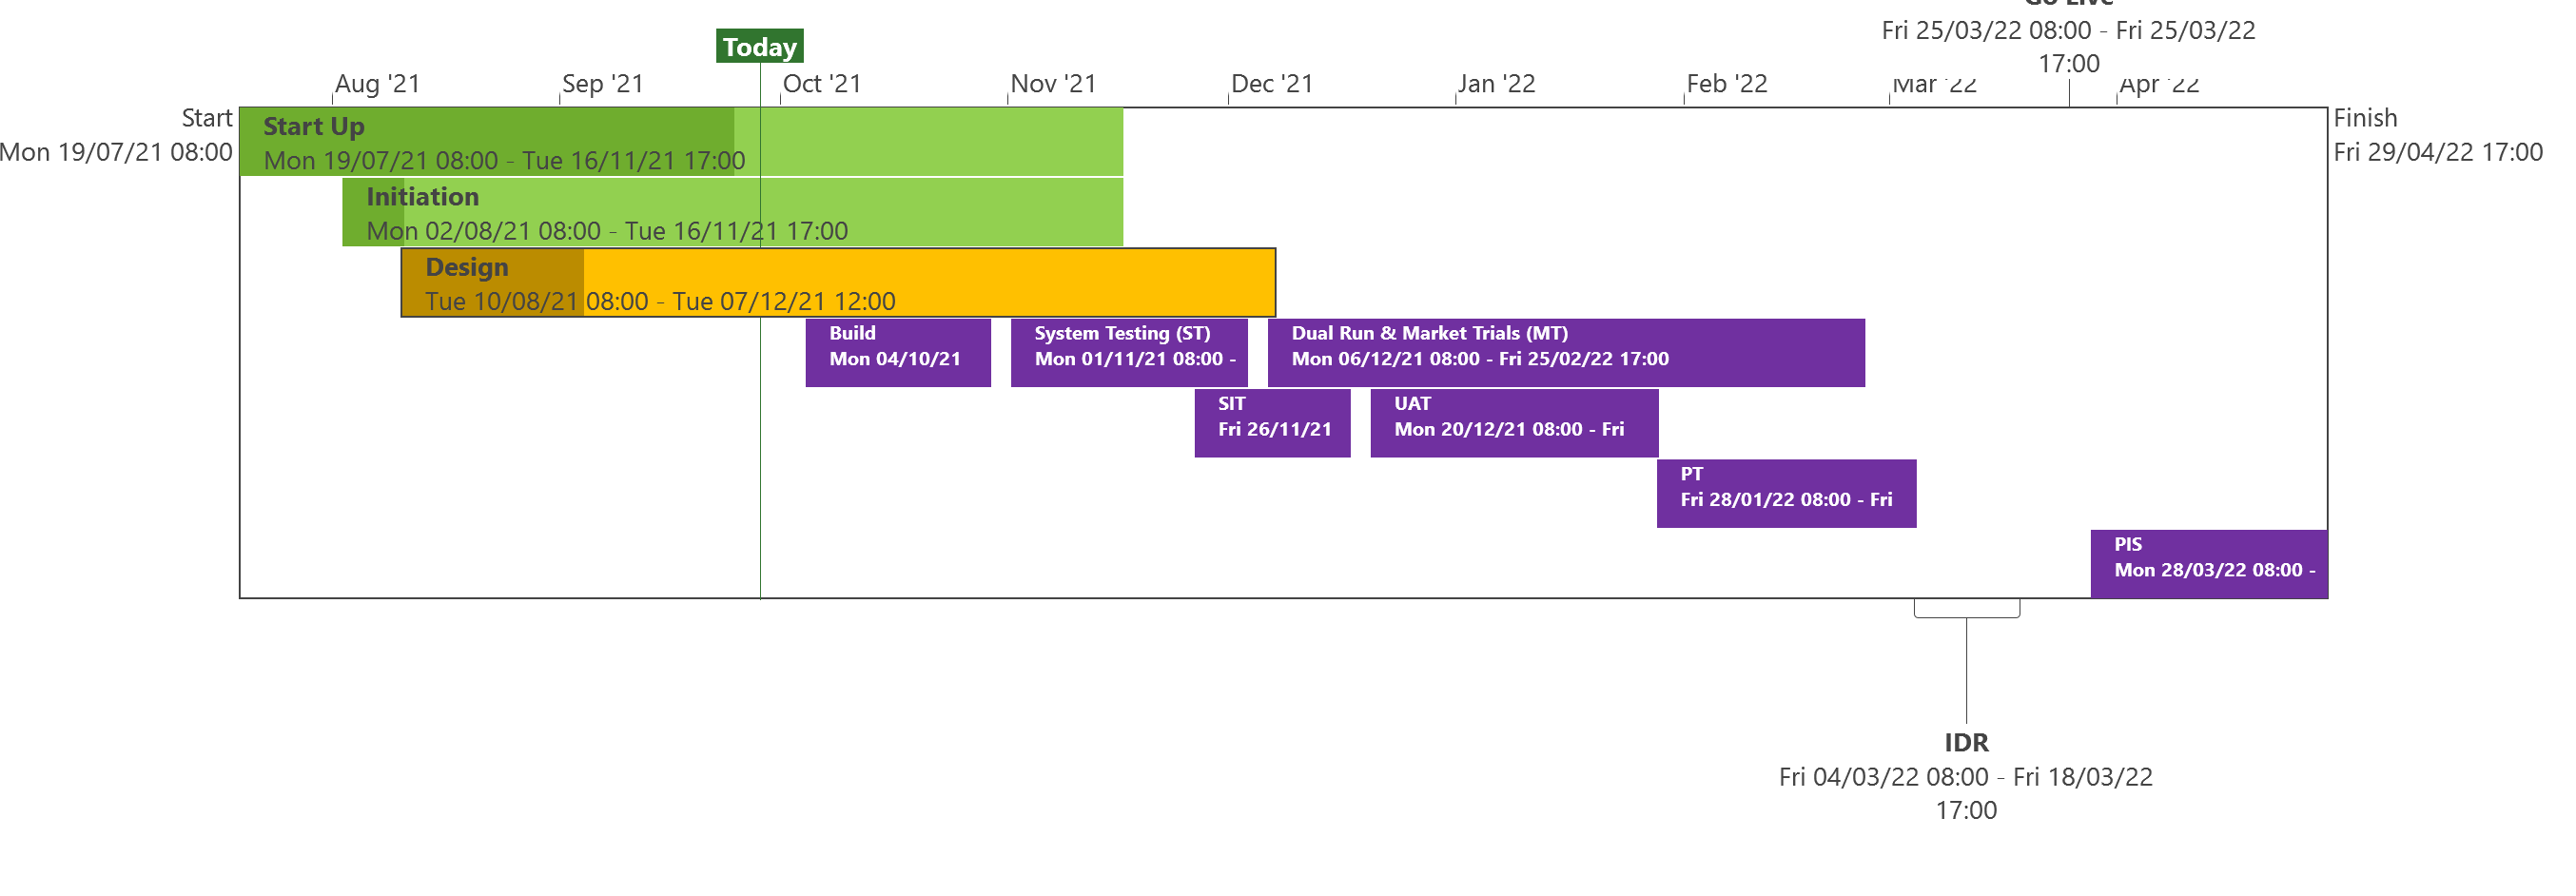 Go Live
Fri 25/03/22 08:00 - Fri 25/03/22
17:00
Today
Aug '21
Sep '21
Oct '21
Nov '21
Dec '21
Jan '22
Feb '22
Mar '22
Apr '22
Start
Mon 19/07/21 08:00
Finish
Fri 29/04/22 17:00
Start Up
Mon 19/07/21 08:00 - Tue 16/11/21 17:00
Initiation
Mon 02/08/21 08:00 - Tue 16/11/21 17:00
Design
Tue 10/08/21 08:00 - Tue 07/12/21 12:00
Build
Mon 04/10/21
System Testing (ST)
Mon 01/11/21 08:00 -
Dual Run & Market Trials (MT)
Mon 06/12/21 08:00 - Fri 25/02/22 17:00
SIT
Fri 26/11/21
UAT
Mon 20/12/21 08:00 - Fri
PT
Fri 28/01/22 08:00 - Fri
PIS
Mon 28/03/22 08:00 -
IDR
Fri 04/03/22 08:00 - Fri 18/03/22
17:00